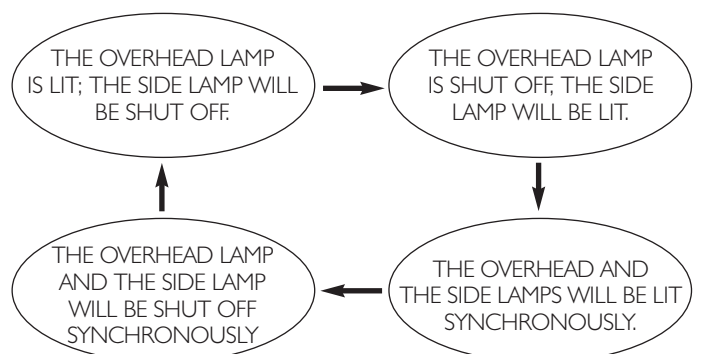 THE OVERHEAD LAMP
IS LIT; THE SIDE LAMP WILL
BE SHUT OFF.
THE OVERHEAD LAMP
IS SHUT OFF, THE SIDE
LAMP WILL BE LIT.
THE OVERHEAD LAMP
AND THE SIDE LAMP
WILL BE SHUT OFF
SYNCHRONOUSLY
THE OVERHEAD AND
THE SIDE LAMPS WILL BE LIT
SYNCHRONOUSLY.